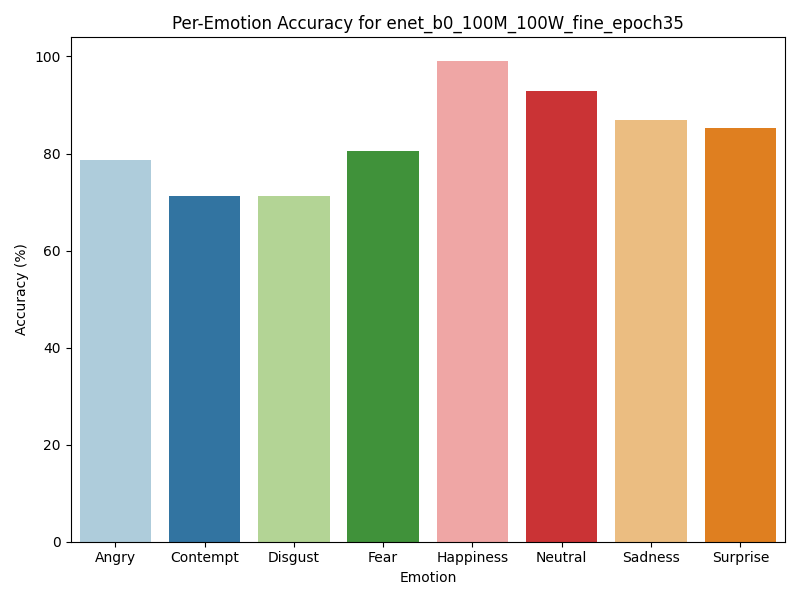 Per-Emotion Accuracy for enet_b0_100M_100W_fine_epoch35
100
80
60
40
20
0
Accuracy (%)
Angry Contempt Disgust Fear Happiness Neutral Sadness Surprise
Emotion